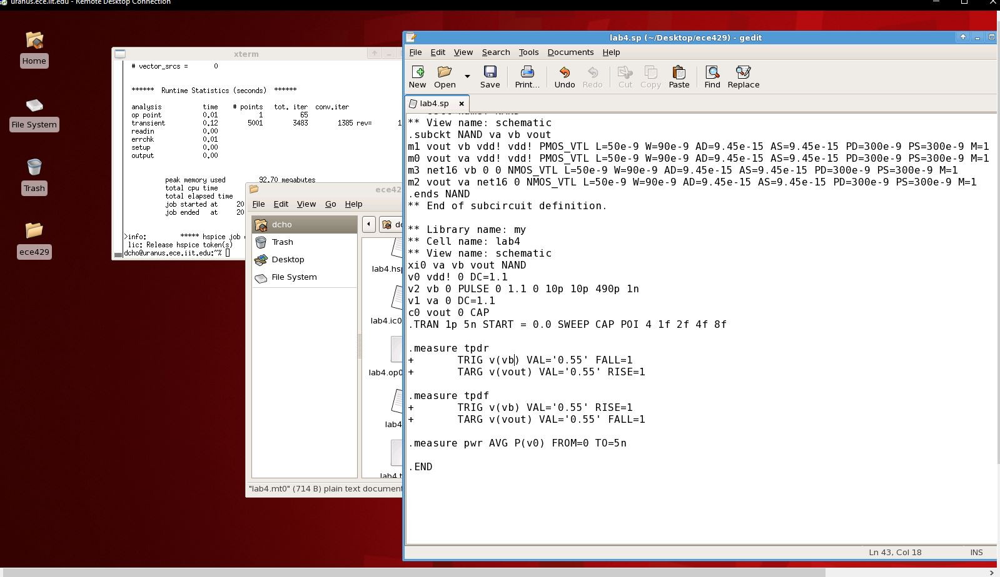 uranus.ece.iit.edu - Remote Desktop Connection
Home
File System
Trash
ece429
xterm
# vector_srcs = 0
****** Runtime Statistics (seconds) ******
analysis time # points tot. iter conv.iter
op point 0.01 1 65
transient 0.12 5001 3483 1385 rev= 1
readin 0.00
errchk 0.01
setup 0.00
output 0.00
peak memory used 92.70 megabytes
total cpu time
total elapsed time
job started at 20
job ended at 20
>info: ***** hspice job
lic: Release hspice token(s)
dcho@uranus.ece.iit.edu:~%
ece42
File Edit View Go Help
dcho
Trash
Desktop
File System
lab4.hsp
lab4.ic0
lab4.op0
lab4
lab4.t
"lab4.mt0" (714 B) plain text document
lab4.sp (~/Desktop/ece429) - gedit
File Edit View Search Tools Documents Help
New Open Save Print... Undo Redo Cut Copy Paste Find Replace
lab4.sp
** View name: schematic
.subckt NAND va vb vout
m1 vout vb vdd! vdd! PMOS_VTL L=50e-9 W=90e-9 AD=9.45e-15 AS=9.45e-15 PD=300e-9 PS=300e-9 M=1
m0 vout va vdd! vdd! PMOS_VTL L=50e-9 W=90e-9 AD=9.45e-15 AS=9.45e-15 PD=300e-9 PS=300e-9 M=1
m3 net16 vb 0 0 NMOS_VTL L=50e-9 W=90e-9 AD=9.45e-15 AS=9.45e-15 PD=300e-9 PS=300e-9 M=1
m2 vout va net16 0 NMOS_VTL L=50e-9 W=90e-9 AD=9.45e-15 AS=9.45e-15 PD=300e-9 PS=300e-9 M=1
.ends NAND
** End of subcircuit definition.
** Library name: my
** Cell name: lab4
** View name: schematic
xi0 va vb vout NAND
v0 vdd! 0 DC=1.1
v2 vb 0 PULSE 0 1.1 0 10p 10p 490p 1n
v1 va 0 DC=1.1
c0 vout 0 CAP
.TRAN 1p 5n START = 0.0 SWEEP CAP POI 4 1f 2f 4f 8f
.measure tpdr
+ TRIG v(vb) VAL='0.55' FALL=1
+ TARG v(vout) VAL='0.55' RISE=1
.measure tpdf
+ TRIG v(vb) VAL='0.55' RISE=1
+ TARG v(vout) VAL='0.55' FALL=1
.measure pwr AVG P(v0) FROM=0 TO=5n
.END
Ln 43, Col 18 INS